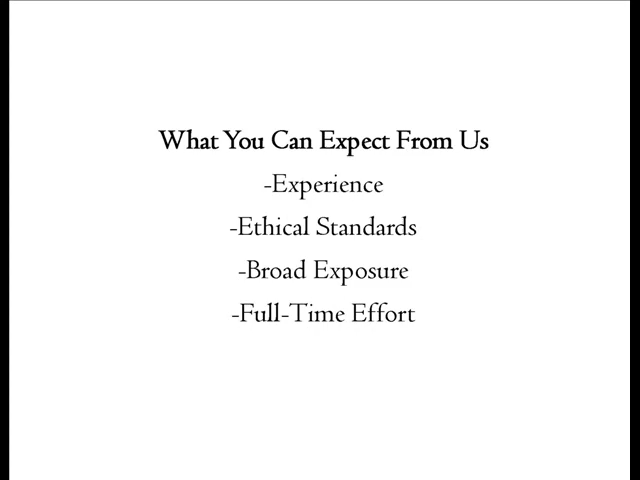 What You Can Expect From Us
-Experience
-Ethical Standards
-Broad Exposure
-Full-Time Effort